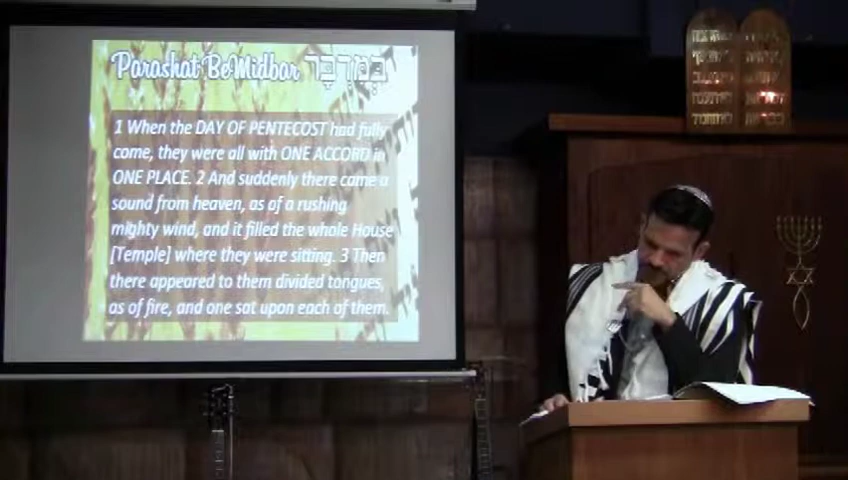 Parashat BeMidbar בְּמִדְבַּר
1 When the DAY OF PENTECOST had fully
come, they were all with ONE ACCORD in
ONE PLACE. 2 And suddenly there came a
sound from heaven, as of a rushing
mighty wind, and it filled the whole House
[Temple] where they were sitting. 3 Then
there appeared to them divided tongues,
as of fire, and one sat upon each of them.